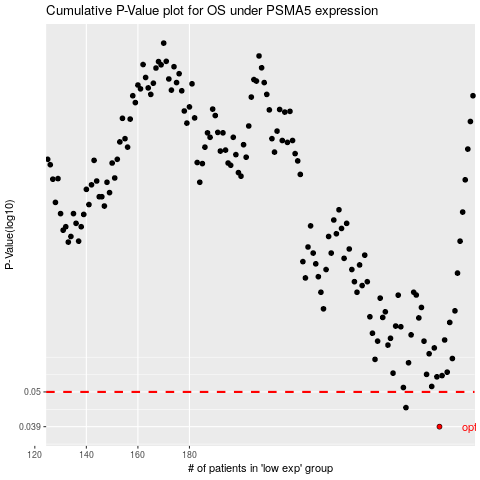 Cumulative P-Value plot for OS under PSMA5 expression
P-Value(log10)
0.05
0.039
opt
120 140 160 180
# of patients in 'low exp' group